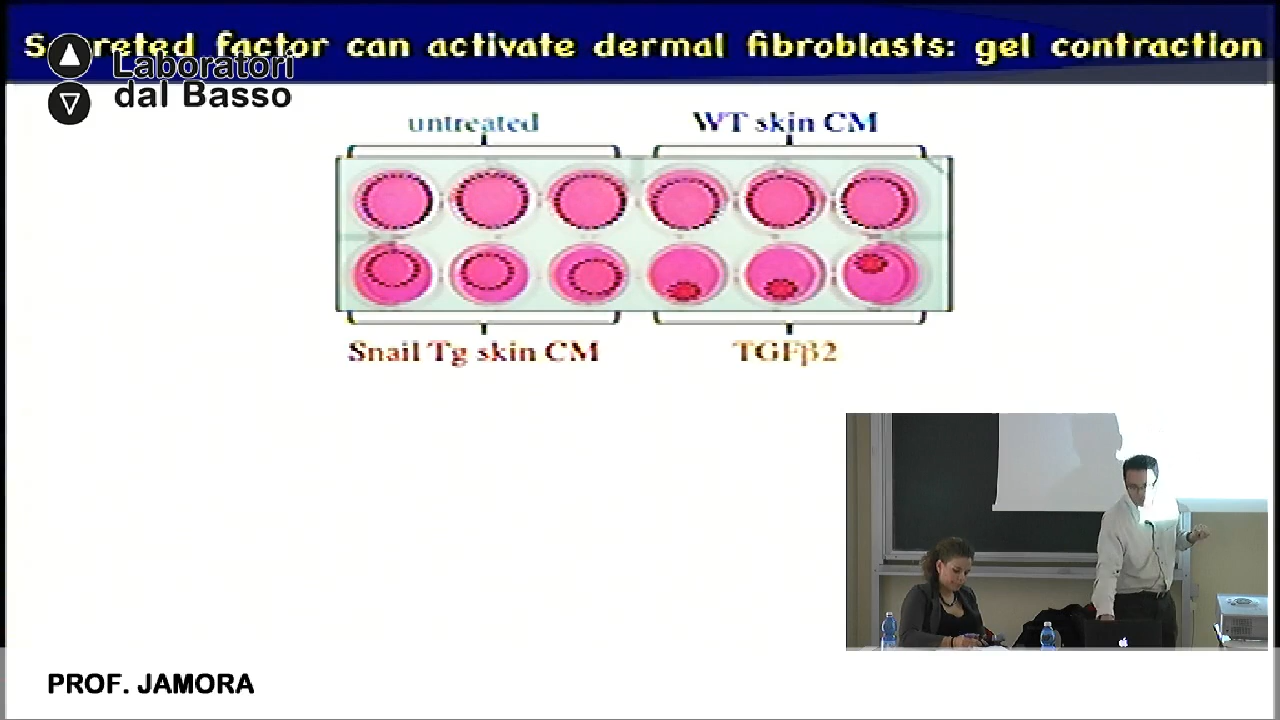 Secreted factor can activate dermal fibroblasts: gel contraction
Laboratori
dal Basso
untreated
WT skin CM
Snail Tg skin CM
TGFβ2
PROF. JAMORA